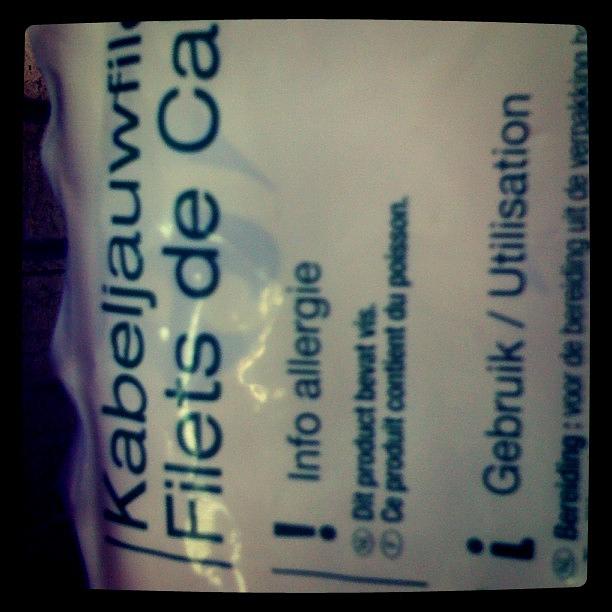 Kabeljauwfil
Filets de Ca
! Info allergie
N Dit product bevat vis.
F Ce produit contient du poisson.
i Gebruik / Utilisation
N Bereiding : voor de bereiding uit de verpakking h